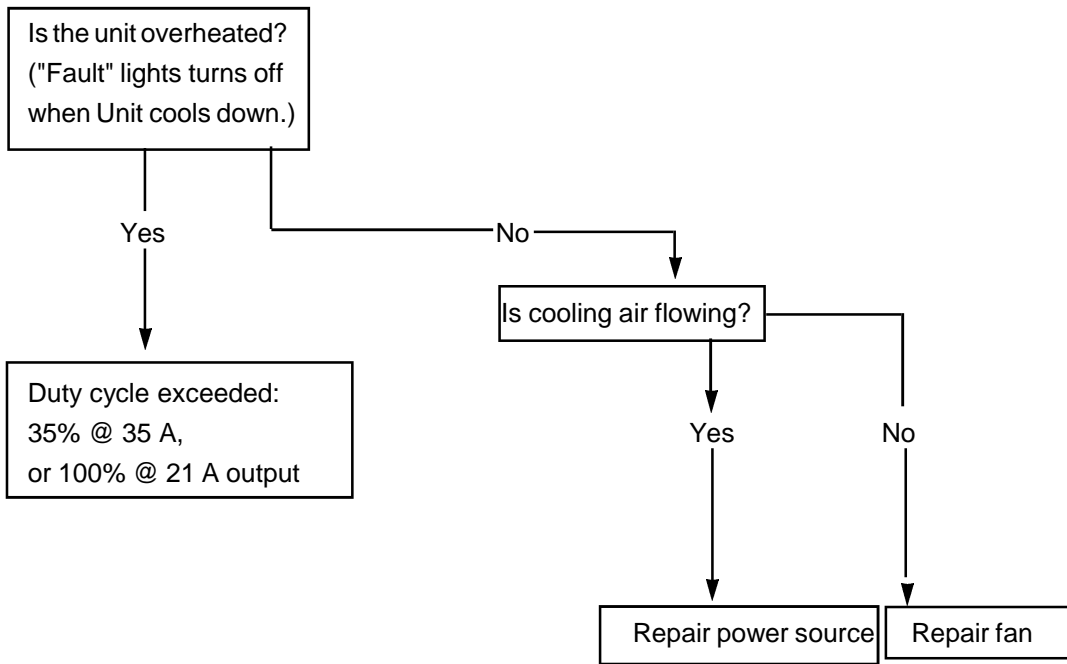 Is the unit overheated?
("Fault" lights turns off
when Unit cools down.)
Yes
No
Is cooling air flowing?
Duty cycle exceeded:
35% @ 35 A,
or 100% @ 21 A output
Yes
No
Repair power source
Repair fan